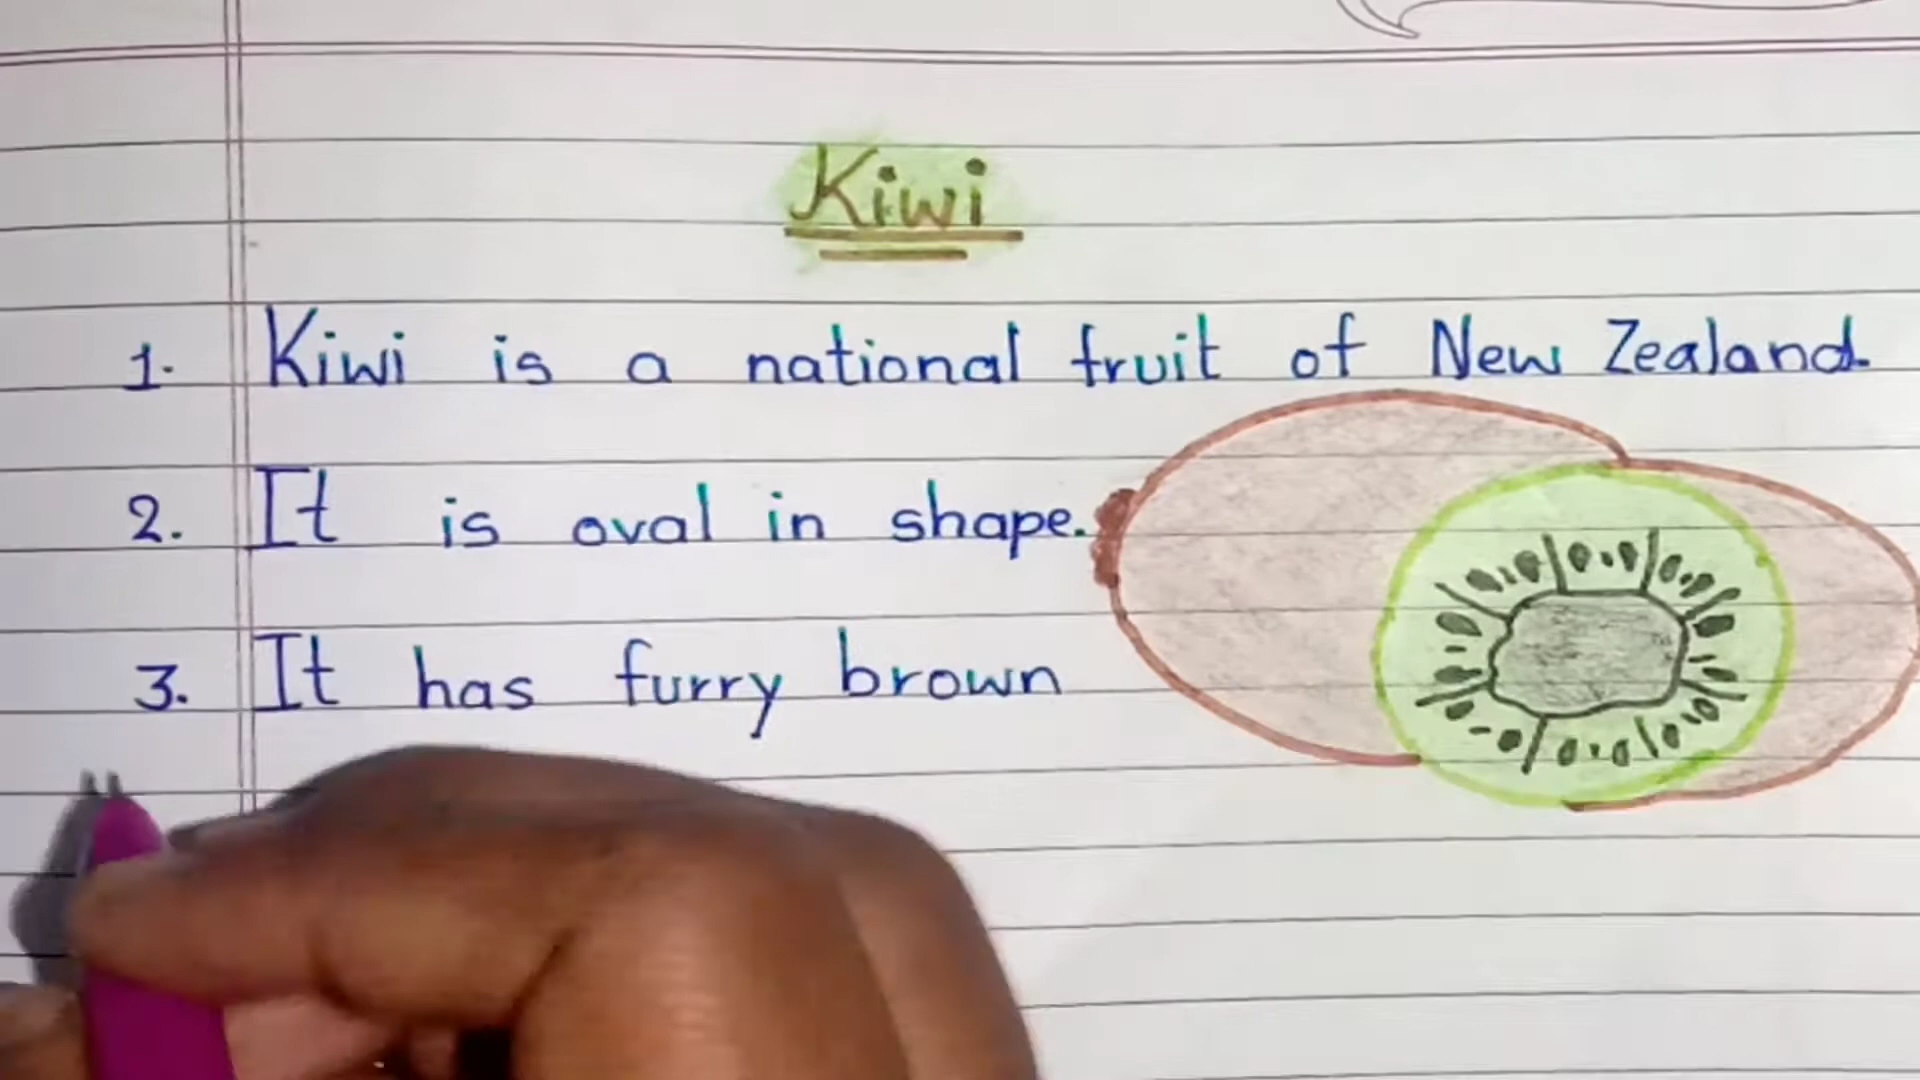 Kiwi
1. Kiwi is a national fruit of New Zealand.
2. It is oval in shape.
3. It has furry brown